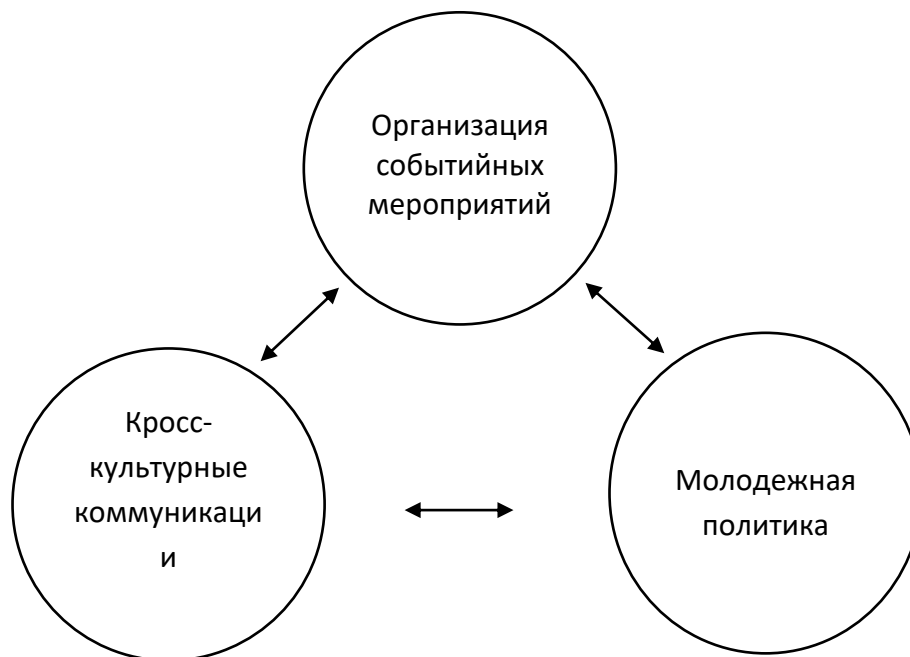 Организация
событийных
мероприятий
Кросс-
культурные
коммуникаци
и
Молодежная
политика